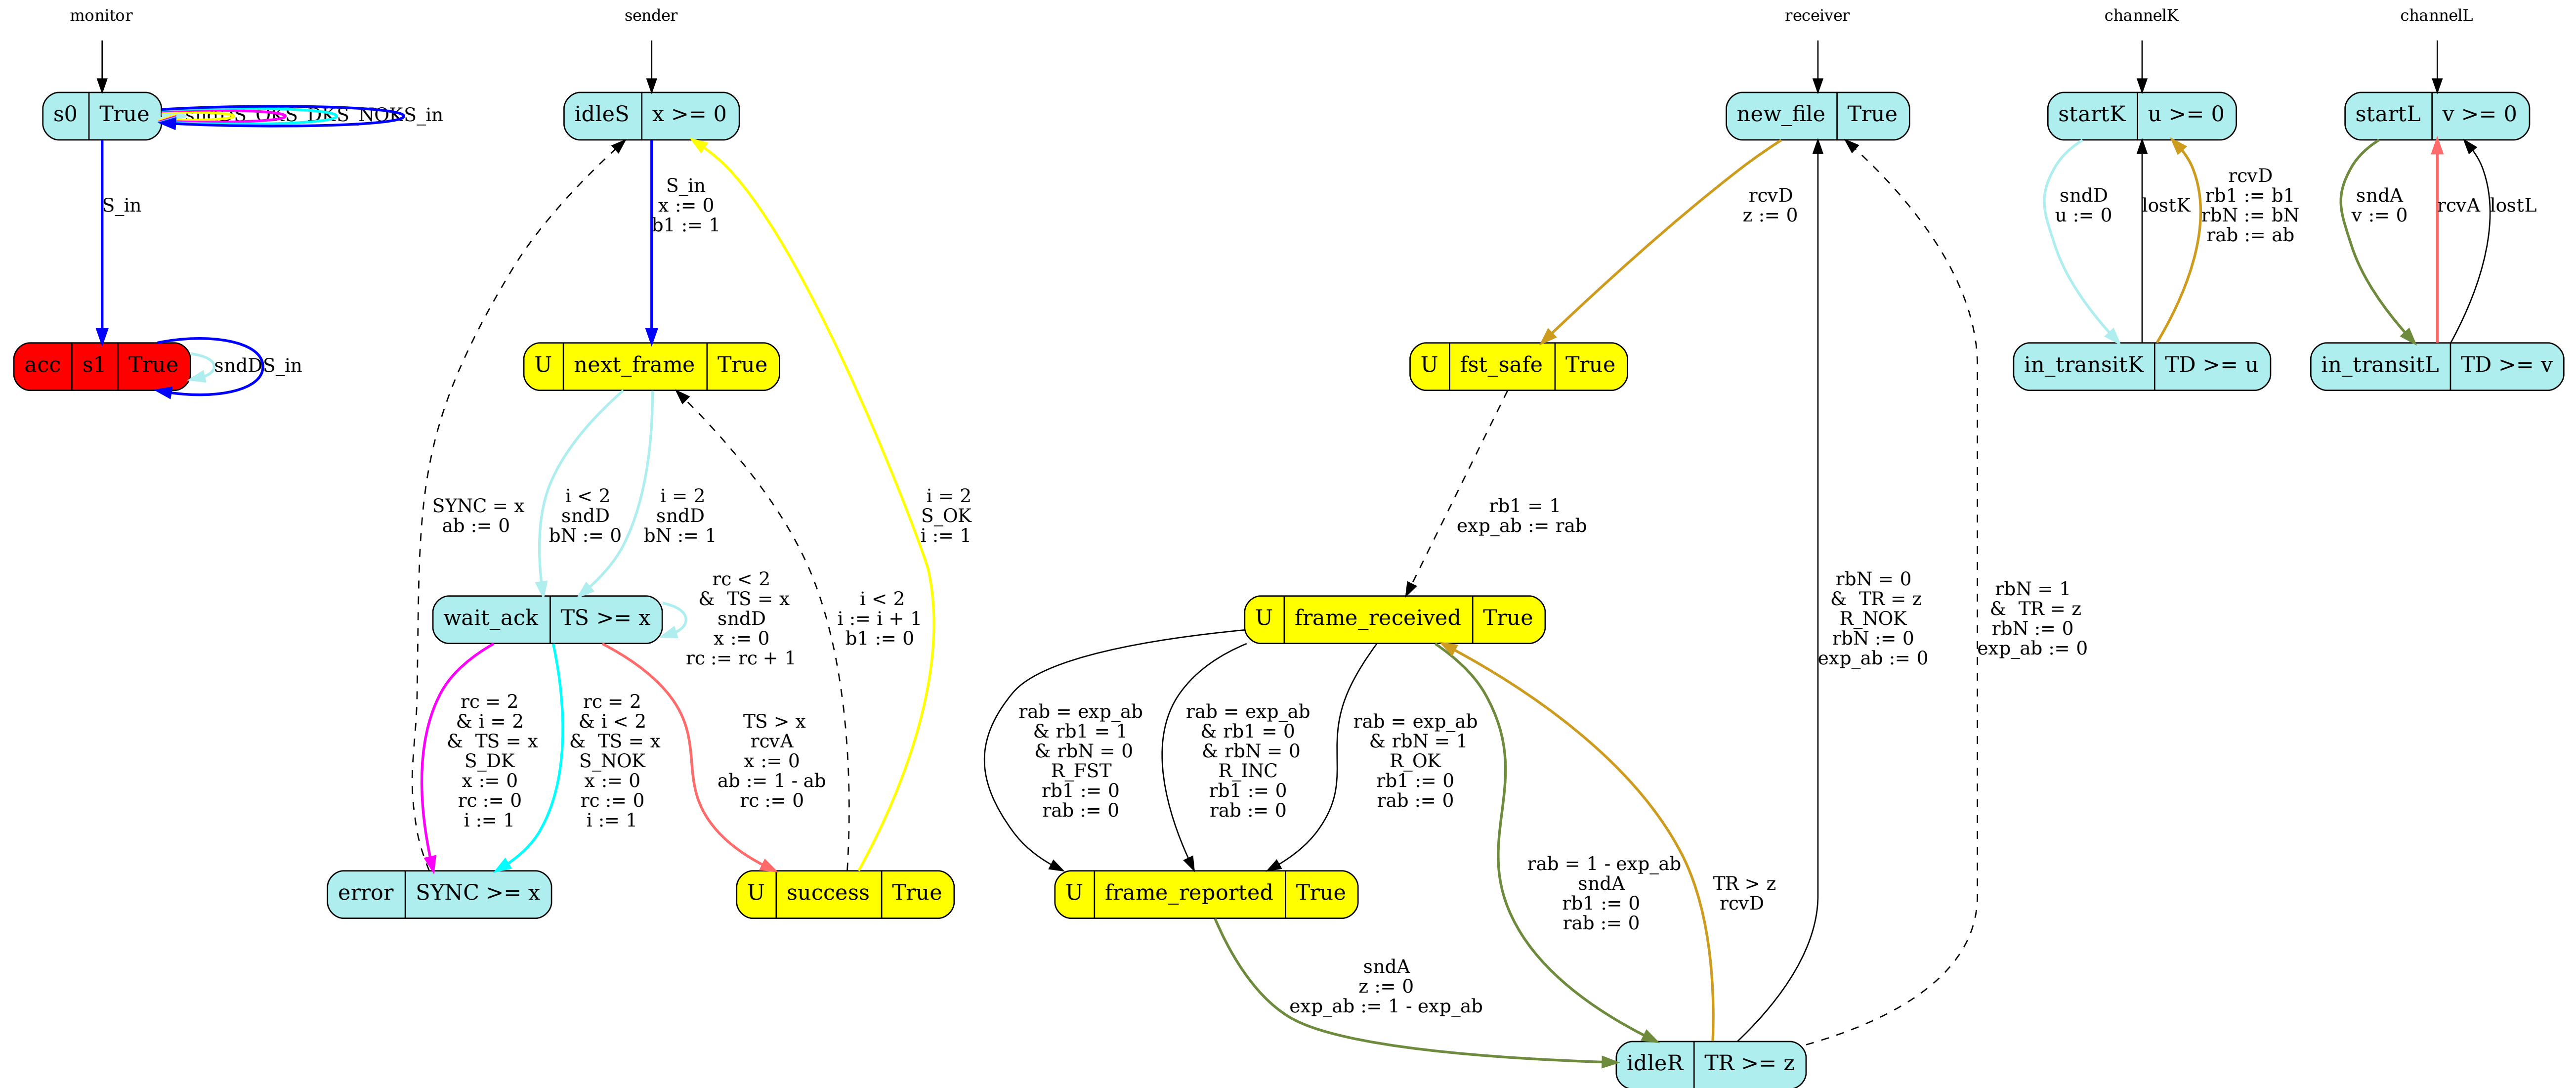 monitor
sender
receiver
channelK
channelL
s0 True
sndD S_OK S_DK S_NOK S_in
idleS x >= 0
new_file True
startK u >= 0
startL v >= 0
S_in
S_in
x := 0
b1 := 1
rcvD
z := 0
sndD
u := 0
lostK
rcvD
rb1 := b1
rbN := bN
rab := ab
sndA
v := 0
rcvA
lostL
acc s1 True
sndD S_in
U next_frame True
U fst_safe True
in_transitK TD >= u
in_transitL TD >= v
SYNC = x
ab := 0
i < 2
sndD
bN := 0
i = 2
sndD
bN := 1
i = 2
S_OK
i := 1
rb1 = 1
exp_ab := rab
wait_ack TS >= x
rc < 2
& TS = x
sndD
x := 0
rc := rc + 1
i < 2
i := i + 1
b1 := 0
U frame_received True
rbN = 0
& TR = z
R_NOK
rbN := 0
exp_ab := 0
rbN = 1
& TR = z
rbN := 0
exp_ab := 0
rc = 2
& i = 2
& TS = x
S_DK
x := 0
rc := 0
i := 1
rc = 2
& i < 2
& TS = x
S_NOK
x := 0
rc := 0
i := 1
TS > x
rcvA
x := 0
ab := 1 - ab
rc := 0
rab = exp_ab
& rb1 = 1
& rbN = 0
R_FST
rb1 := 0
rab := 0
rab = exp_ab
& rb1 = 0
& rbN = 0
R_INC
rb1 := 0
rab := 0
rab = exp_ab
& rbN = 1
R_OK
rb1 := 0
rab := 0
error SYNC >= x
U success True
U frame_reported True
rab = 1 - exp_ab
sndA
rb1 := 0
rab := 0
TR > z
rcvD
sndA
z := 0
exp_ab := 1 - exp_ab
idleR TR >= z